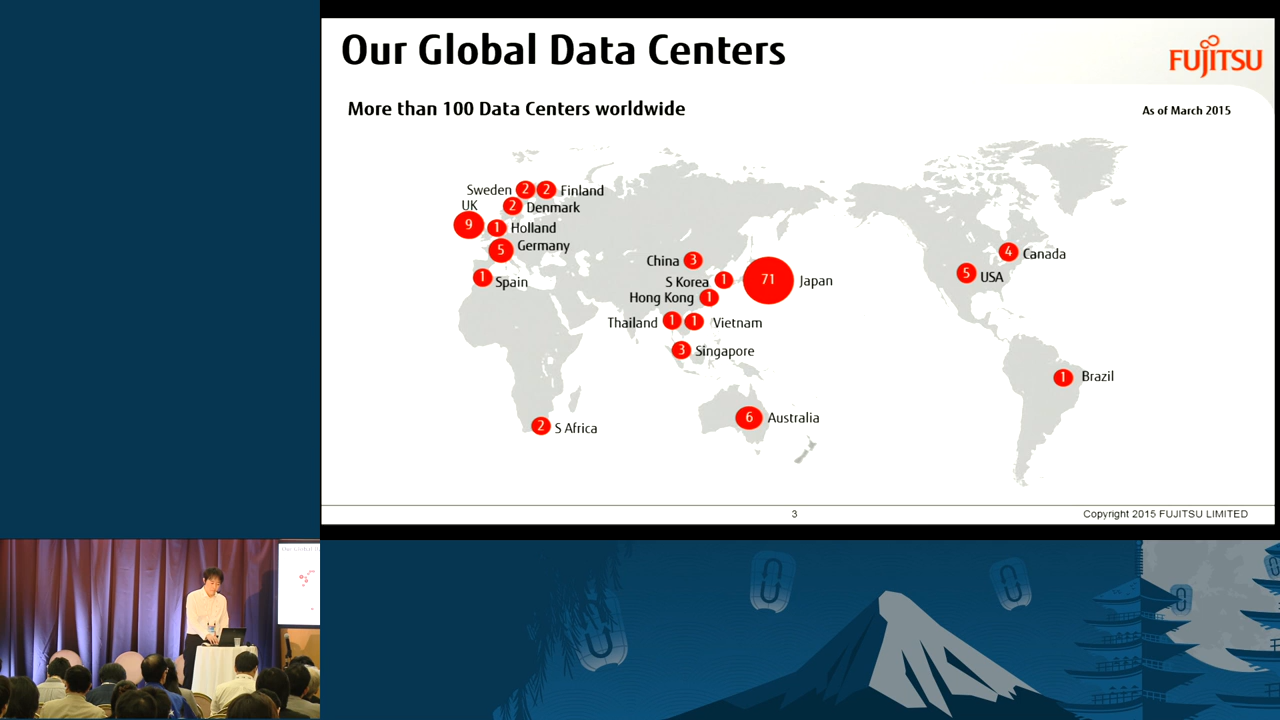 Our Global Data Centers
FUJITSU
More than 100 Data Centers worldwide
As of March 2015
Sweden 2 2 Finland
UK
2 Denmark
9
1 Holland
5 Germany
1 Spain
China 3
S Korea 1
71 Japan
Hong Kong 1
Thailand 1 1 Vietnam
3 Singapore
4 Canada
5 USA
1 Brazil
6 Australia
2 S Africa
3
Copyright 2015 FUJITSU LIMITED